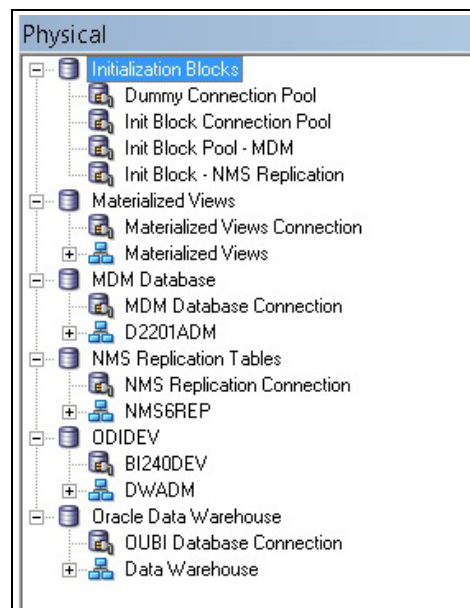 Physical
Initialization Blocks
Dummy Connection Pool
Init Block Connection Pool
Init Block Pool - MDM
Init Block - NMS Replication
Materialized Views
Materialized Views Connection
Materialized Views
MDM Database
MDM Database Connection
D2201ADM
NMS Replication Tables
NMS Replication Connection
NMS6REP
ODIDEV
BI240DEV
DWADM
Oracle Data Warehouse
OUBI Database Connection
Data Warehouse